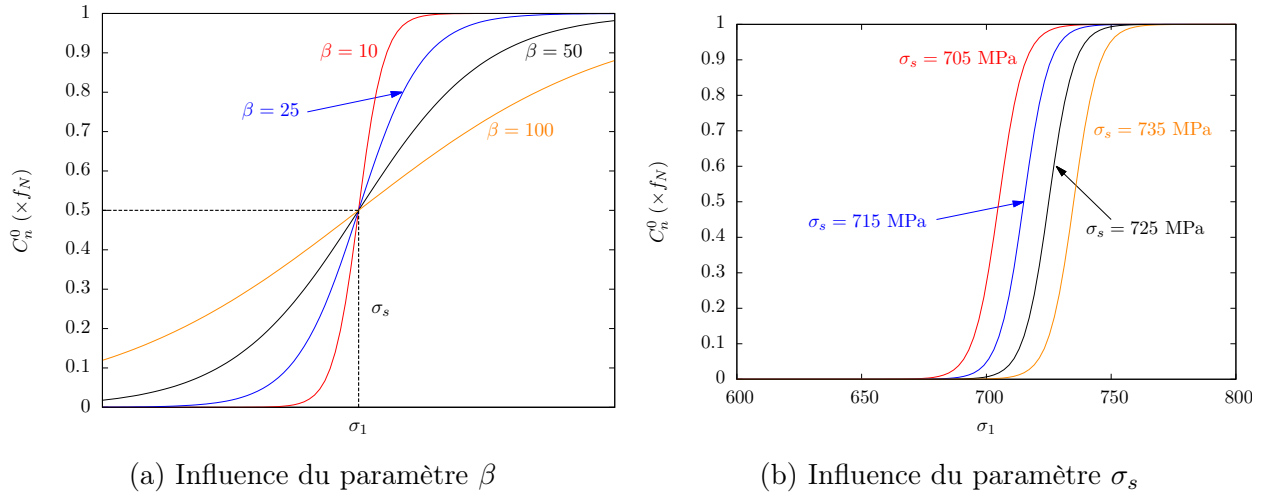 1
0.9
0.8
0.7
0.6
0.5
0.4
0.3
0.2
0.1
0
C_n^0 (× f_N)
β = 10
β = 50
β = 25
β = 100
σ_s
σ_1
(a) Influence du paramètre β
1
0.9
0.8
0.7
0.6
0.5
0.4
0.3
0.2
0.1
0
C_n^0 (× f_N)
σ_s = 705 MPa
σ_s = 735 MPa
σ_s = 715 MPa
σ_s = 725 MPa
600 650 700 750 800
σ_1
(b) Influence du paramètre σ_s